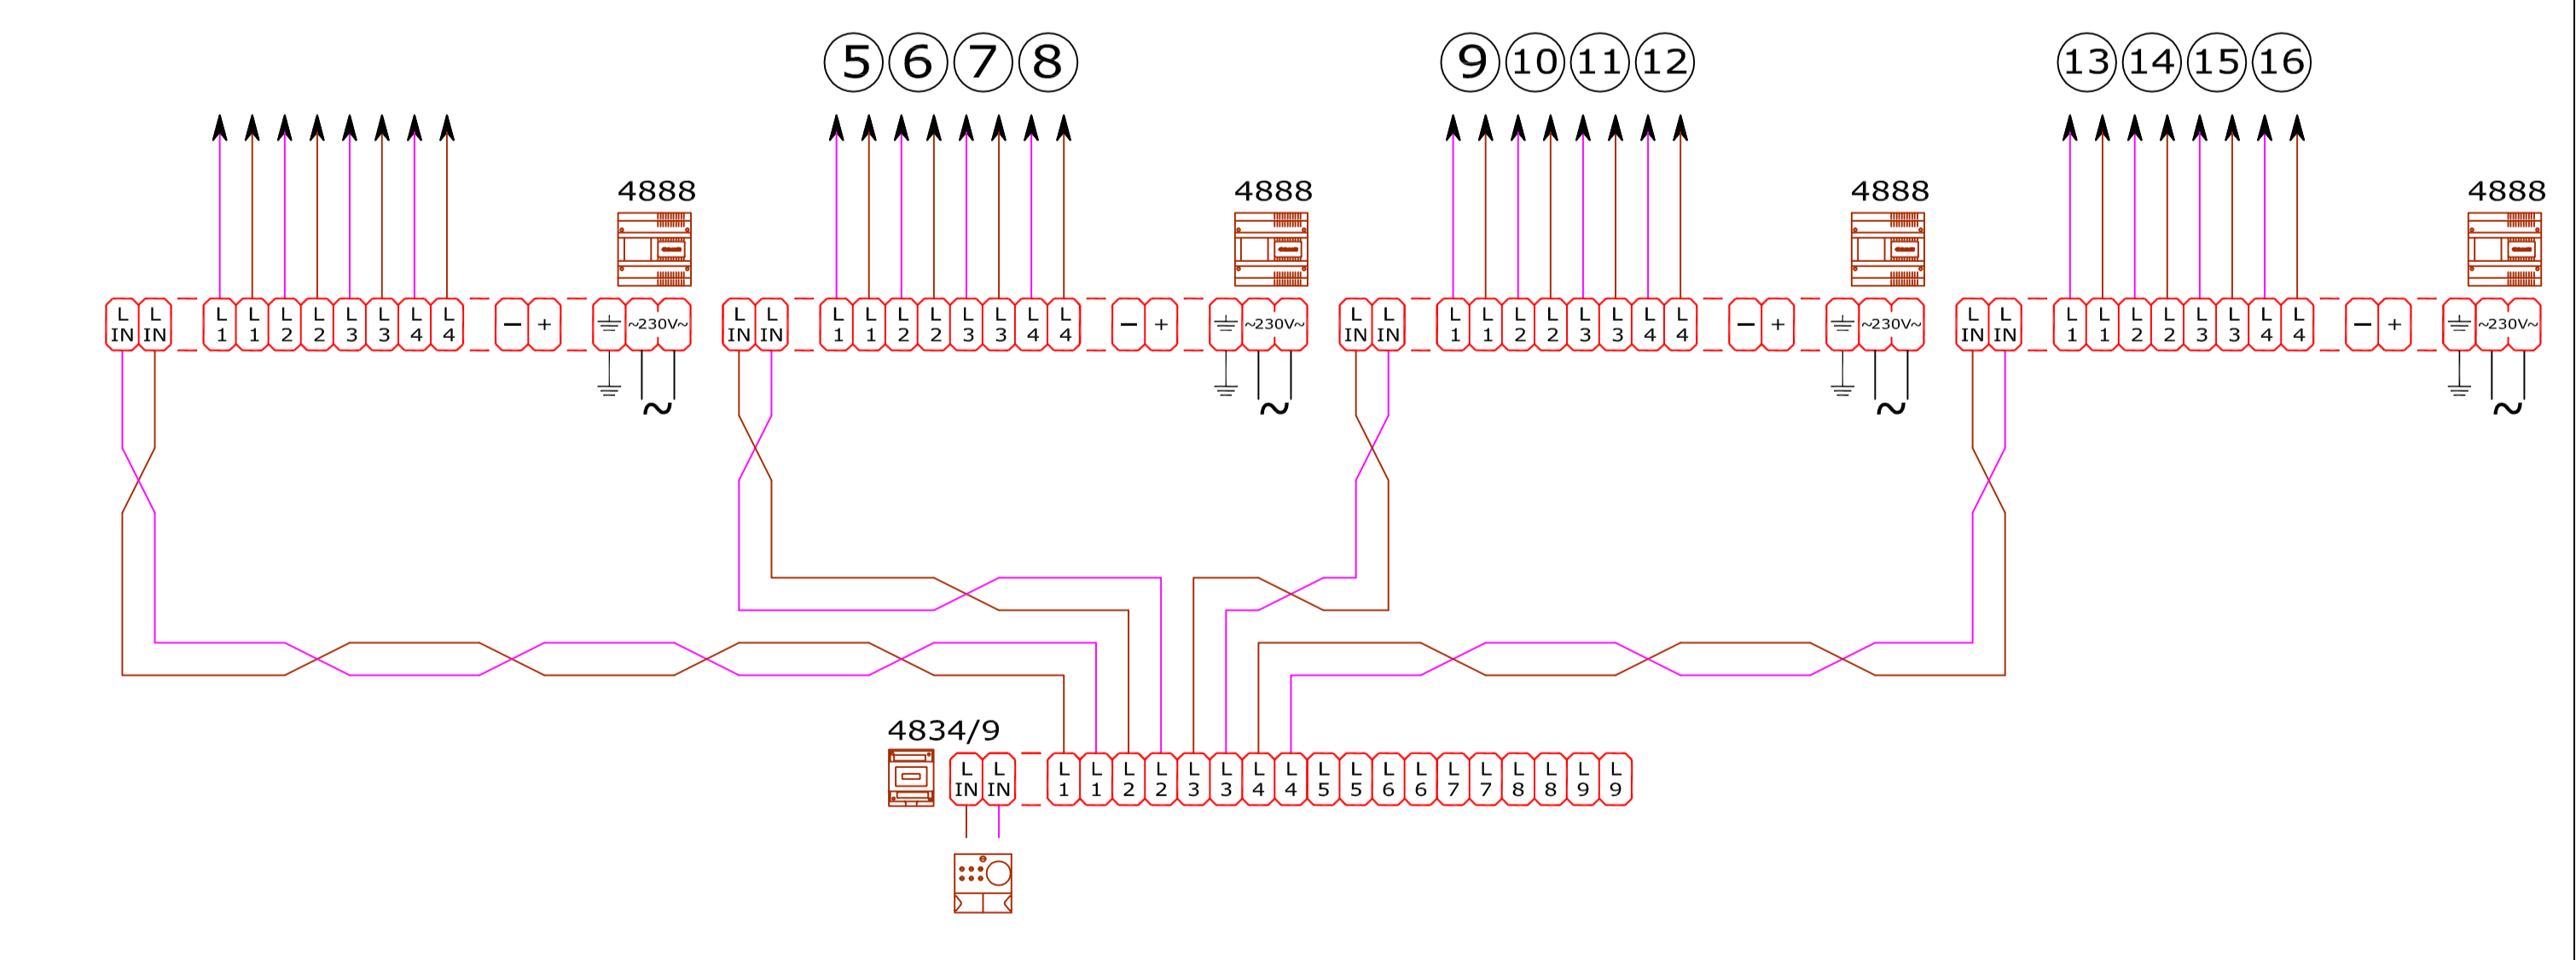 5 6 7 8 9 10 11 12 13 14 15 16
4888 4888 4888 4888
L IN L IN L 1 L 1 L 2 L 2 L 3 L 3 L 4 L 4 − + ~230V~
L IN L IN L 1 L 1 L 2 L 2 L 3 L 3 L 4 L 4 − + ~230V~
L IN L IN L 1 L 1 L 2 L 2 L 3 L 3 L 4 L 4 − + ~230V~
L IN L IN L 1 L 1 L 2 L 2 L 3 L 3 L 4 L 4 − + ~230V~
~ ~ ~ ~
4834/9
L IN L IN L 1 L 1 L 2 L 2 L 3 L 3 L 4 L 4 L 5 L 5 L 6 L 6 L 7 L 7 L 8 L 8 L 9 L 9